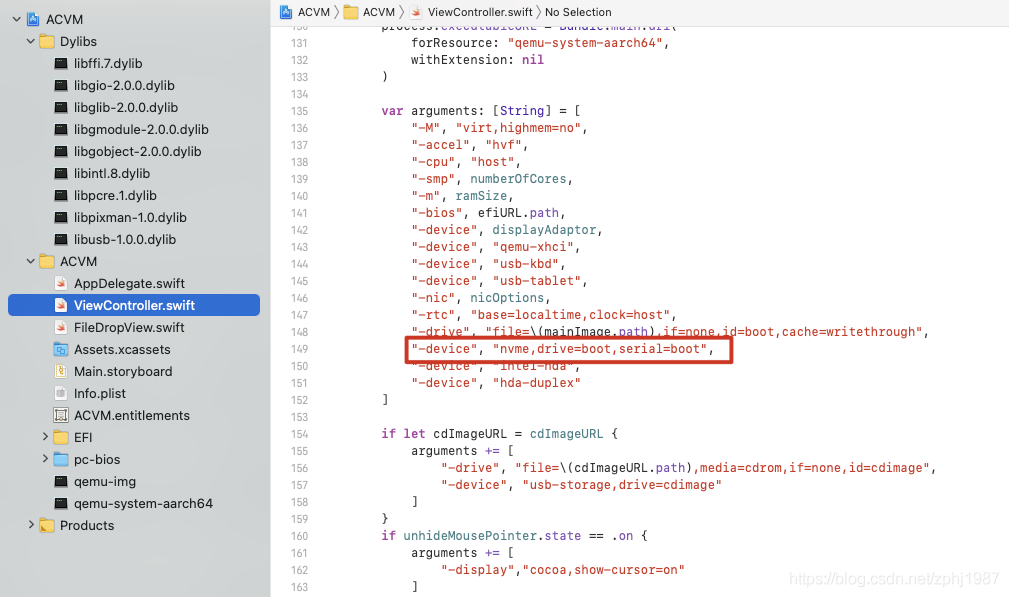 ACVM
Dylibs
libffi.7.dylib
libgio-2.0.0.dylib
libglib-2.0.0.dylib
libgmodule-2.0.0.dylib
libgobject-2.0.0.dylib
libintl.8.dylib
libpcre.1.dylib
libpixman-1.0.dylib
libusb-1.0.0.dylib
ACVM
AppDelegate.swift
ViewController.swift
FileDropView.swift
Assets.xcassets
Main.storyboard
Info.plist
ACVM.entitlements
EFI
pc-bios
qemu-img
qemu-system-aarch64
Products
ACVM ACVM ViewController.swift No Selection
130 process.executableURL = Bundle.main.url(
131 forResource: "qemu-system-aarch64",
132 withExtension: nil
133 )
134
135 var arguments: [String] = [
136 "-M", "virt,highmem=no",
137 "-accel", "hvf",
138 "-cpu", "host",
139 "-smp", numberOfCores,
140 "-m", ramSize,
141 "-bios", efiURL.path,
142 "-device", displayAdaptor,
143 "-device", "qemu-xhci",
144 "-device", "usb-kbd",
145 "-device", "usb-tablet",
146 "-nic", nicOptions,
147 "-rtc", "base=localtime,clock=host",
148 "-drive", "file=\(mainImage.path),if=none,id=boot,cache=writethrough",
149 "-device", "nvme,drive=boot,serial=boot",
150 "-device", "intel-hda",
151 "-device", "hda-duplex"
152 ]
153
154 if let cdImageURL = cdImageURL {
155 arguments += [
156 "-drive", "file=\(cdImageURL.path),media=cdrom,if=none,id=cdimage",
157 "-device", "usb-storage,drive=cdimage"
158 ]
159 }
160 if unhideMousePointer.state == .on {
161 arguments += [
162 "-display","cocoa,show-cursor=on"
163 ]
https://blog.csdn.net/zphj1987